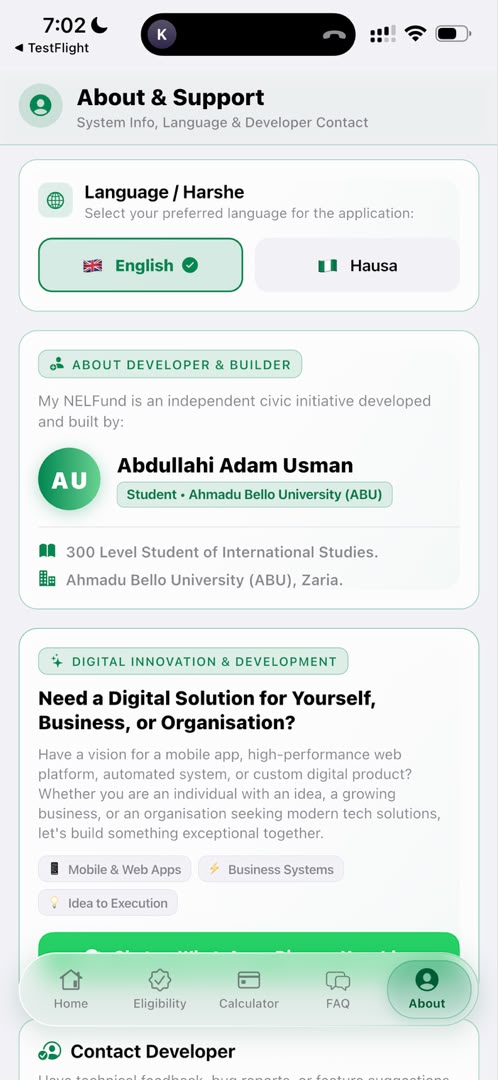 7:02
K
◀ TestFlight
About & Support
System Info, Language & Developer Contact
Language / Harshe
Select your preferred language for the application:
English
Hausa
ABOUT DEVELOPER & BUILDER
My NELFund is an independent civic initiative developed
and built by:
AU
Abdullahi Adam Usman
Student • Ahmadu Bello University (ABU)
300 Level Student of International Studies.
Ahmadu Bello University (ABU), Zaria.
DIGITAL INNOVATION & DEVELOPMENT
Need a Digital Solution for Yourself,
Business, or Organisation?
Have a vision for a mobile app, high-performance web
platform, automated system, or custom digital product?
Whether you are an individual with an idea, a growing
business, or an organisation seeking modern tech solutions,
let's build something exceptional together.
Mobile & Web Apps
Business Systems
Idea to Execution
Home
Eligibility
Calculator
FAQ
About
Contact Developer